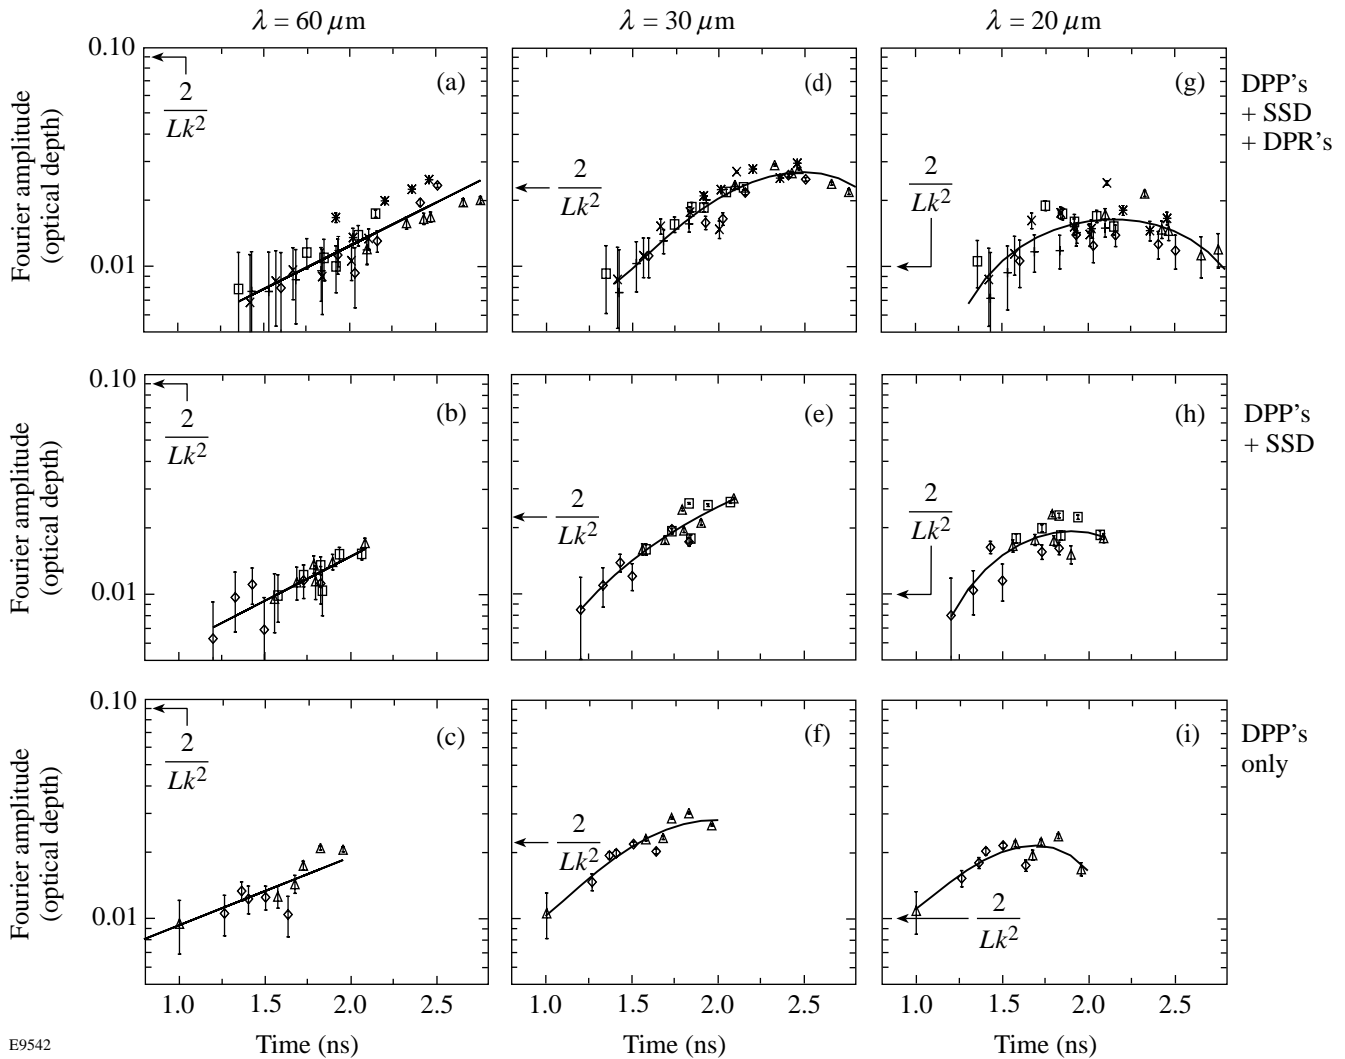 λ = 60 μm λ = 30 μm λ = 20 μm
Fourier amplitude
(optical depth)
0.10
0.01
(a)
2
Lk²
(d)
2
Lk²
(g)
2
Lk²
DPP's
+ SSD
+ DPR's
Fourier amplitude
(optical depth)
0.10
0.01
(b)
2
Lk²
(e)
2
Lk²
(h)
2
Lk²
DPP's
+ SSD
Fourier amplitude
(optical depth)
0.10
0.01
(c)
2
Lk²
(f)
2
Lk²
(i)
2
Lk²
DPP's
only
1.0 1.5 2.0 2.5 1.0 1.5 2.0 2.5 1.0 1.5 2.0 2.5
Time (ns) Time (ns) Time (ns)
E9542